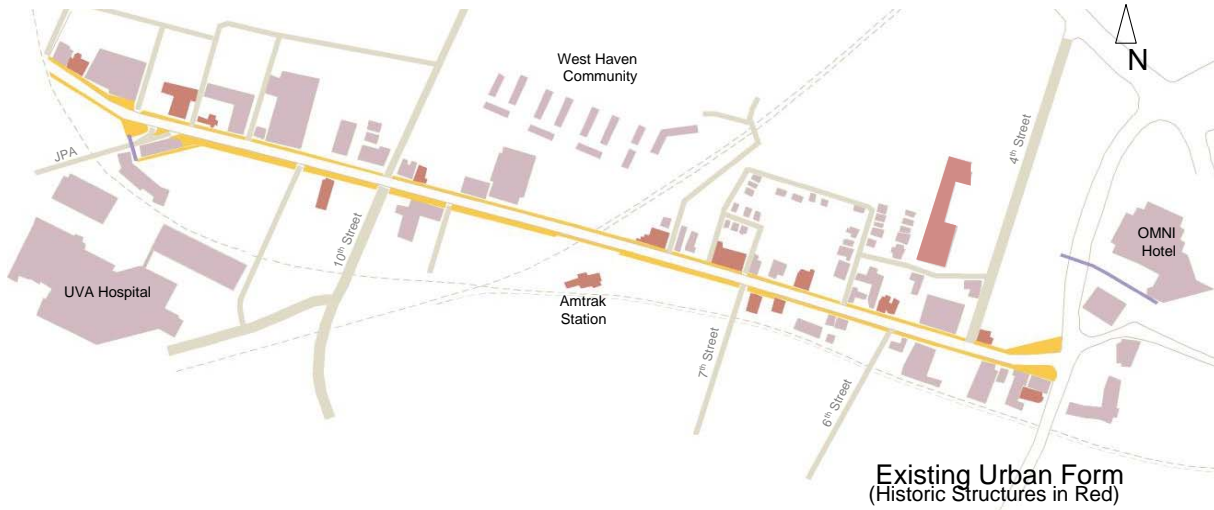 West Haven
Community
N
4th Street
JPA
10th Street
OMNI
Hotel
UVA Hospital
Amtrak
Station
7th Street
6th Street
Existing Urban Form
(Historic Structures in Red)